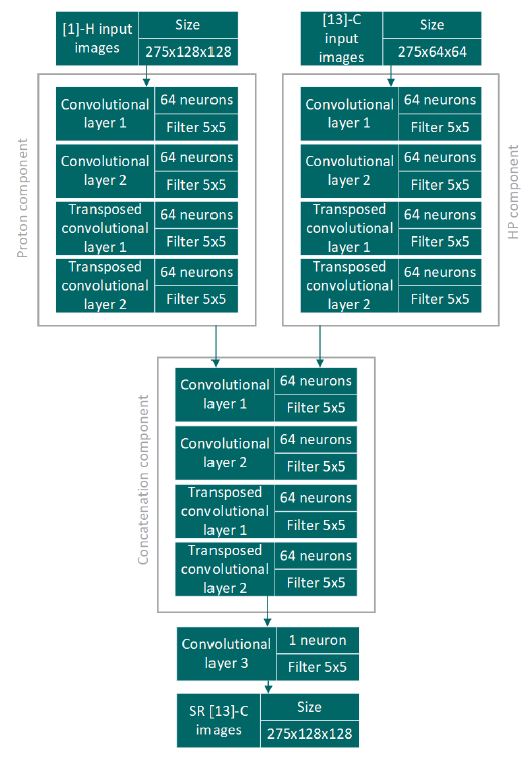 [1]-H input
images
Size
275x128x128
[13]-C
input
images
Size
275x64x64
Proton component
Convolutional
layer 1
64 neurons
Filter 5x5
Convolutional
layer 2
64 neurons
Filter 5x5
Transposed
convolutional
layer 1
64 neurons
Filter 5x5
Transposed
convolutional
layer 2
64 neurons
Filter 5x5
HP component
Convolutional
layer 1
64 neurons
Filter 5x5
Convolutional
layer 2
64 neurons
Filter 5x5
Transposed
convolutional
layer 1
64 neurons
Filter 5x5
Transposed
convolutional
layer 2
64 neurons
Filter 5x5
Concatenation component
Convolutional
layer 1
64 neurons
Filter 5x5
Convolutional
layer 2
64 neurons
Filter 5x5
Transposed
convolutional
layer 1
64 neurons
Filter 5x5
Transposed
convolutional
layer 2
64 neurons
Filter 5x5
Convolutional
layer 3
1 neuron
Filter 5x5
SR [13]-C
images
Size
275x128x128